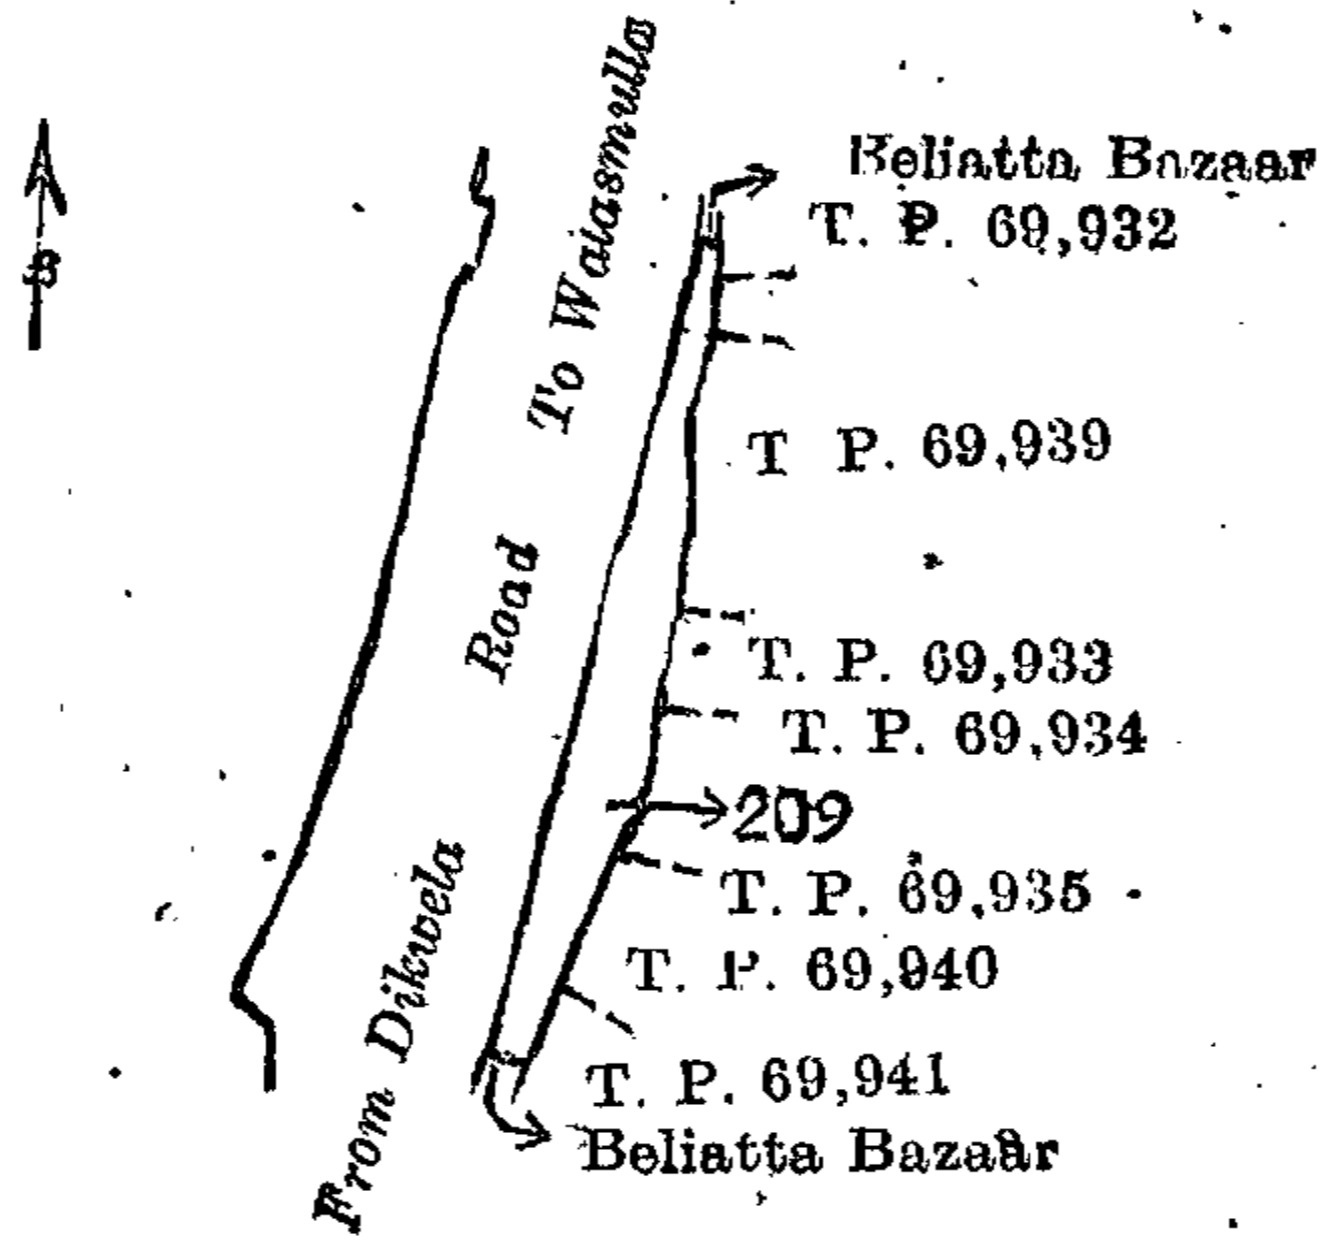 Beliatta Bazaar
T. P. 69,932
To Waiasmulla
T P. 69,939
Road
T. P. 69,933
T. P. 69,934
209
T. P. 69,935
T. P. 69,940
From Dikwela
T. P. 69,941
Beliatta Bazaar